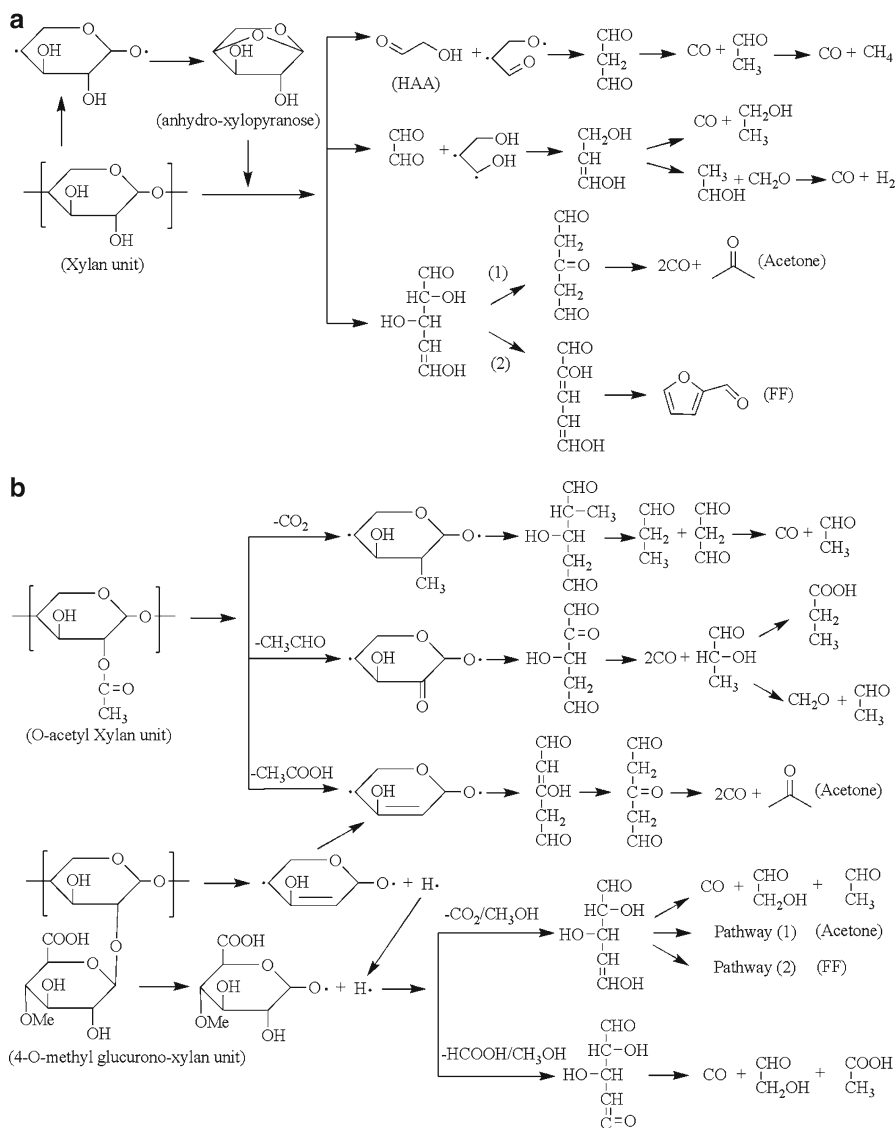 a
O
OH
O
OH
O
OH
O
OH
(anhydro-xylopyranose)
O
OH
O
OH
(Xylan unit)
O
OH
(HAA)
+
O
O
CHO
CH2
CHO
CO + CHO
CH3
CO + CH4
CHO
CHO
+
OH
OH
CH2OH
CH
CHOH
CO + CH2OH
CH3
CH3
CHOH
+ CH2O
CO + H2
CHO
CH–OH
HO–CH
CH
CHOH
(1)
(2)
CHO
CH2
C=O
CH2
CHO
2CO +
O
(Acetone)
CHO
COH
CH
CH
CHOH
O
O
(FF)
b
O
OH
O
O
C=O
CH3
(O-acetyl Xylan unit)
-CO2
O
OH
O
CH3
CHO
CH–CH3
HO–CH
CH2
CHO
CHO
CH2
CH3
+
CHO
CH2
CHO
CO + CHO
CH3
-CH3CHO
O
OH
O
O
CHO
C=O
HO–CH
CH2
CHO
2CO +
CHO
CH–OH
CH3
COOH
CH2
CH3
CH2O + CHO
CH3
-CH3COOH
O
OH
O
CHO
CH
COH
CH2
CHO
CHO
CH2
C=O
CH2
CHO
2CO +
O
(Acetone)
O
OH
O
O
COOH
O
OH
OMe
OH
(4-O-methyl glucurono-xylan unit)
O
OH
O· + H·
COOH
O
OH
OMe
OH
O· + H·
-CO2/CH3OH
CHO
CH–OH
HO–CH
CH
CHOH
CO + CHO
CH2OH
+ CHO
CH3
Pathway (1) (Acetone)
Pathway (2) (FF)
-HCOOH/CH3OH
CHO
CH–OH
HO–CH
CH
C=O
CO + CHO
CH2OH
+ COOH
CH3